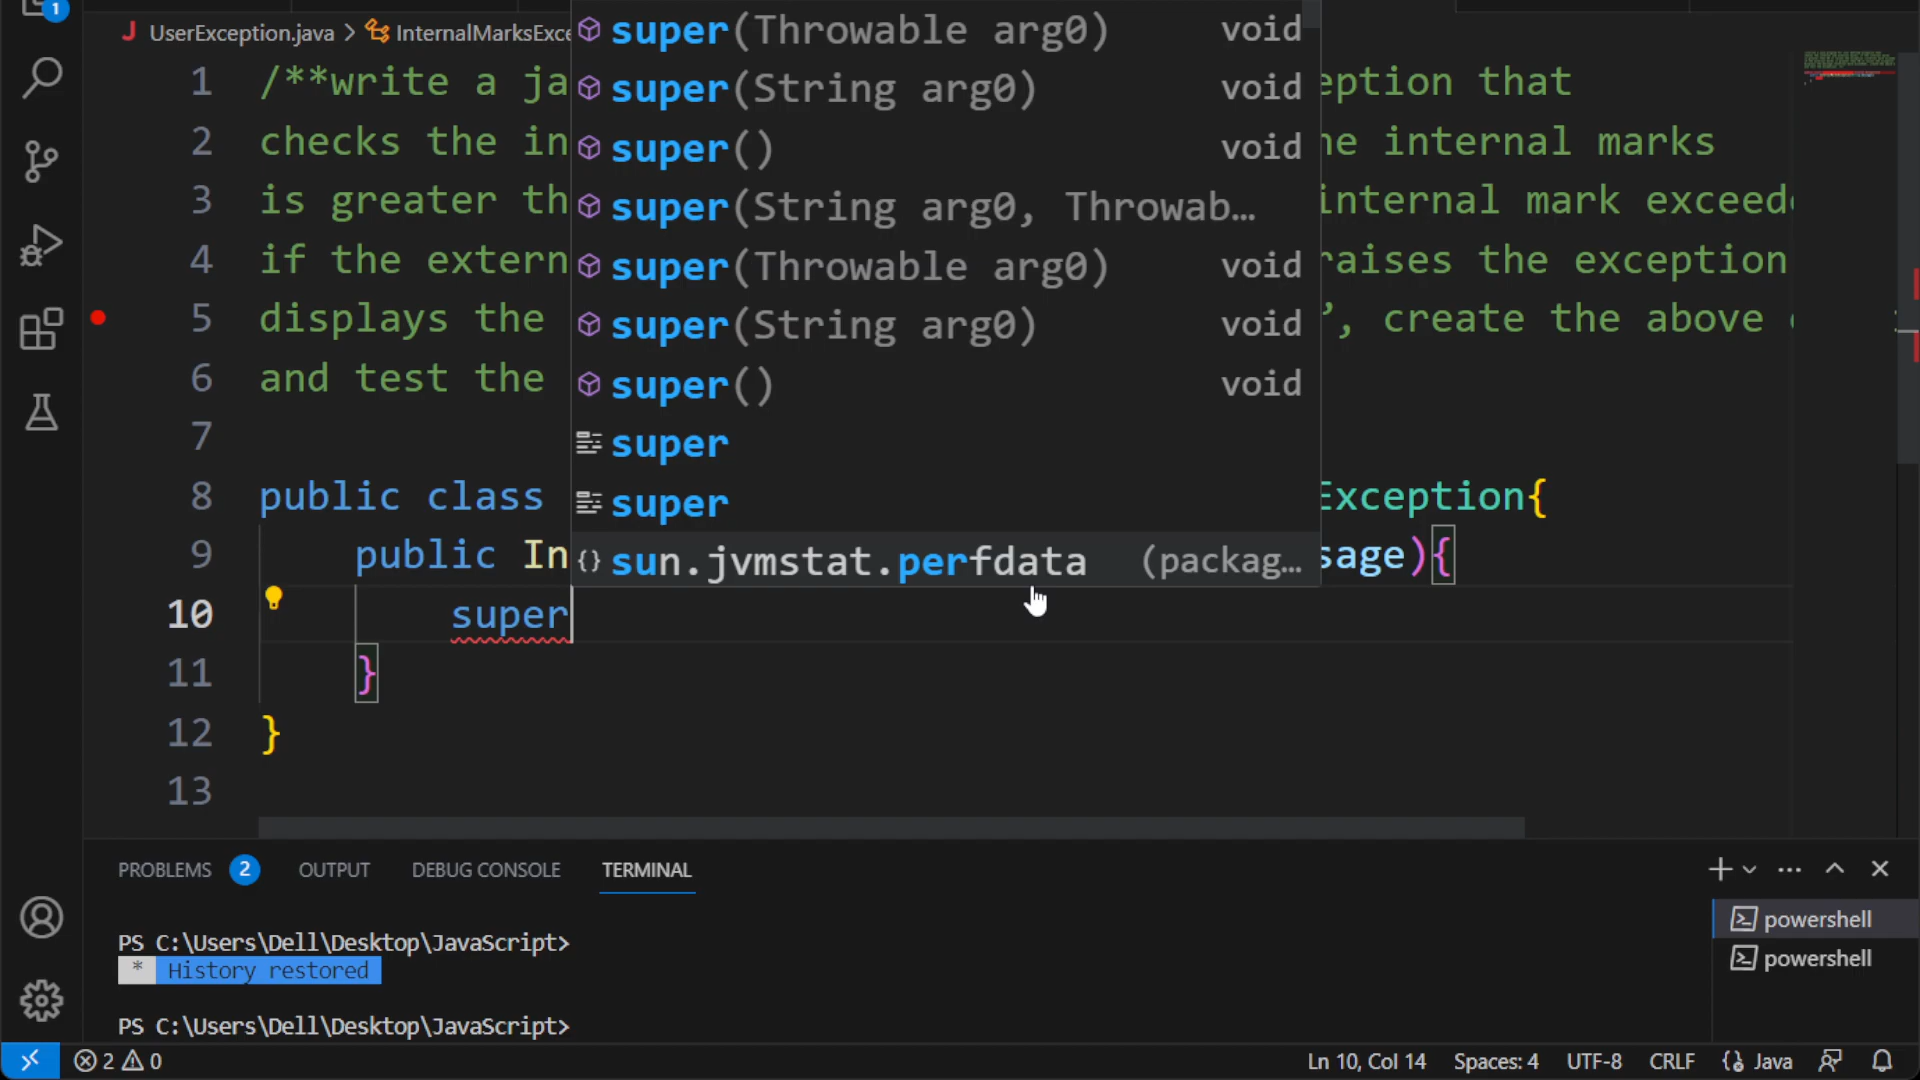 1
UserException.java > InternalMarksExce
1 /**write a ja
2 checks the in
3 is greater th
4 if the extern
5 displays the
6 and test the
7
8 public class
9 public In
10 super
11 }
12 }
13
super(Throwable arg0) void
super(String arg0) void
super() void
super(String arg0, Throwab…
super(Throwable arg0) void
super(String arg0) void
super() void
super
super
sun.jvmstat.perfdata (packag…
eption that
he internal marks
internal mark exceed
raises the exception
’, create the above
Exception{
sage){
PROBLEMS 2 OUTPUT DEBUG CONSOLE TERMINAL
PS C:\Users\Dell\Desktop\JavaScript>
* History restored
PS C:\Users\Dell\Desktop\JavaScript>
powershell
powershell
2 0 Ln 10, Col 14 Spaces: 4 UTF-8 CRLF {} Java